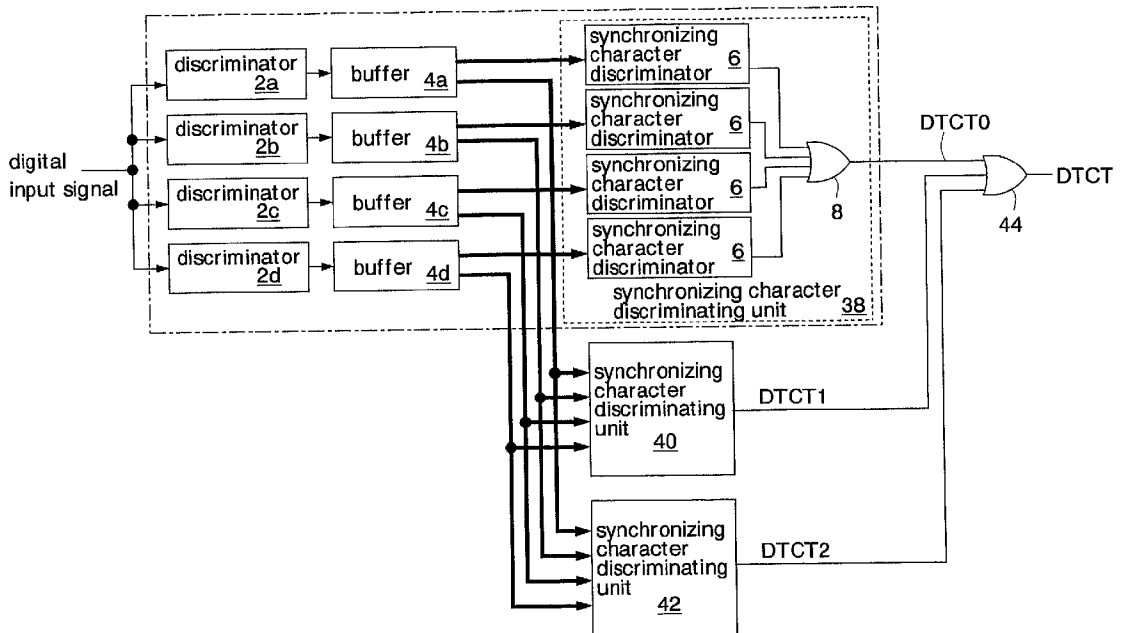 digital
input signal
discriminator
2a
buffer
4a
discriminator
2b
buffer
4b
discriminator
2c
buffer
4c
discriminator
2d
buffer
4d
synchronizing
character
discriminator 6
synchronizing
character
discriminator 6
synchronizing
character
discriminator 6
synchronizing
character
discriminator 6
8
synchronizing character
discriminating unit 38
DTCT0
44
DTCT
synchronizing
character
discriminating
unit
40
DTCT1
synchronizing
character
discriminating
unit
42
DTCT2